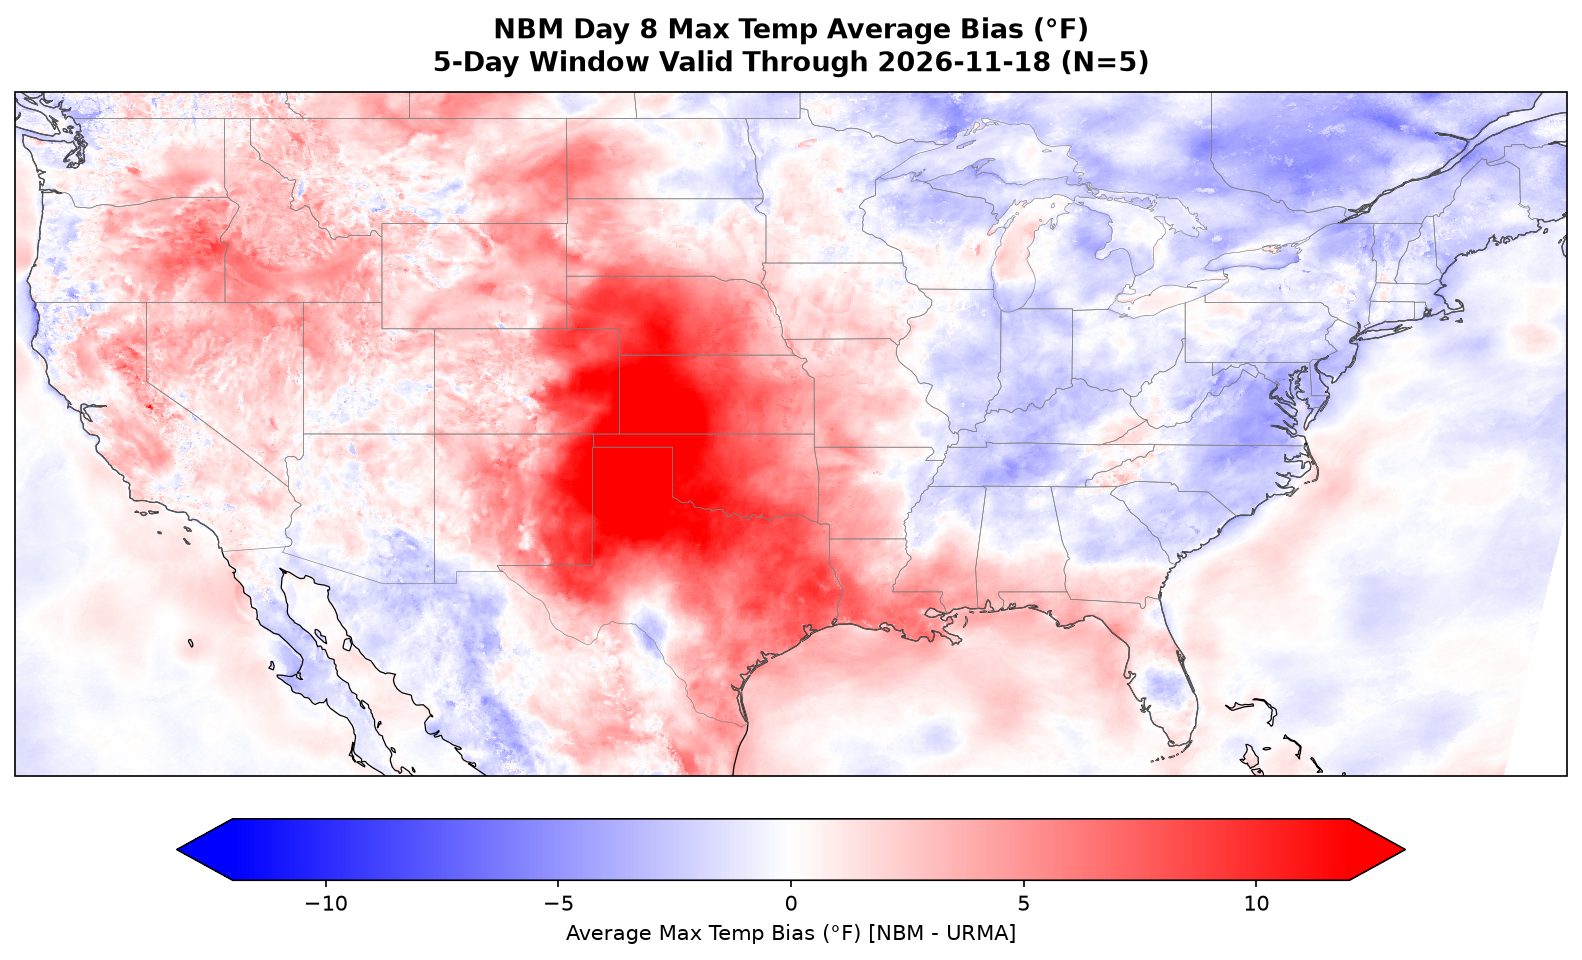 NBM Day 8 Max Temp Average Bias (°F)
5-Day Window Valid Through 2026-11-18 (N=5)
−10 −5 0 5 10
Average Max Temp Bias (°F) [NBM - URMA]